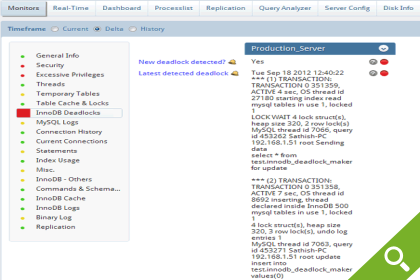 Monitors
Real-Time
Dashboard
Processlist
Replication
Query Analyzer
Server Config
Disk Info
Timeframe
Current
Delta
History
General Info
Security
Excessive Privileges
Threads
Temporary Tables
Table Cache & Locks
InnoDB Deadlocks
MySQL Logs
Connection History
Current Connections
Statements
Index Usage
Misc.
InnoDB - Others
Commands & Schema...
InnoDB Cache
InnoDB Logs
Binary Log
Replication
Production_Server
New deadlock detected?
Yes
Latest detected deadlock
Tue Sep 18 2012 12:40:22
*** (1) TRANSACTION:
TRANSACTION 0 351359,
ACTIVE 4 sec, OS thread id
27180 starting index read
mysql tables in use 1, locked
1
LOCK WAIT 4 lock struct(s),
heap size 320, 2 row lock(s)
MySQL thread id 7066, query
id 453262 Sathish-PC
192.168.1.51 root Sending
data
select * from
test.innodb_deadlock_maker
for update
*** (2) TRANSACTION:
TRANSACTION 0 351358,
ACTIVE 7 sec, OS thread id
8692 inserting, thread
declared inside InnoDB 500
mysql tables in use 1, locked
1
4 lock struct(s), heap size
320, 3 row lock(s), undo log
entries 1
MySQL thread id 7063, query
id 453271 Sathish-PC
192.168.1.51 root update
insert into
test.innodb_deadlock_maker
values(0)